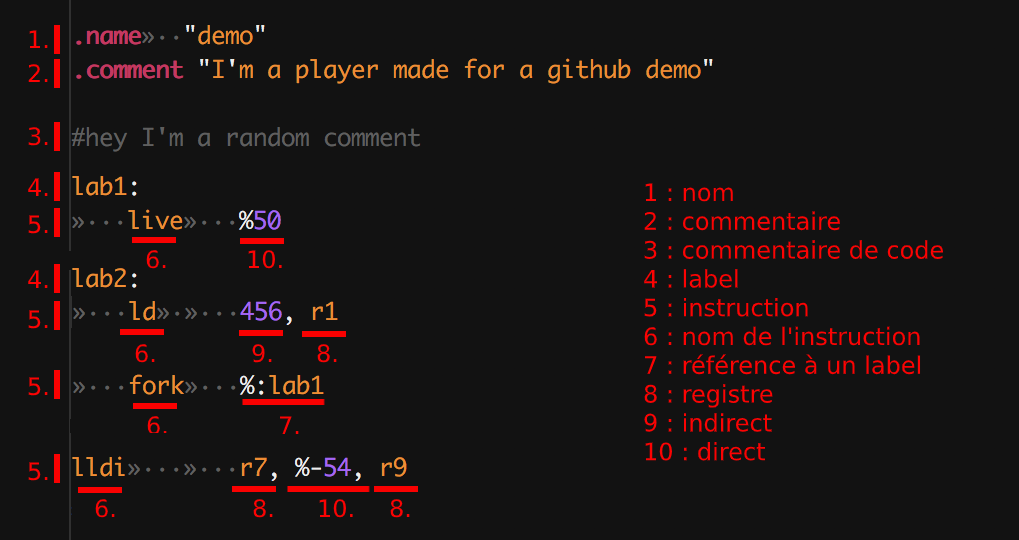 1. .name»··"demo"
2. .comment "I'm a player made for a github demo"
3. #hey I'm a random comment
4. lab1:
5. »···live»···%50
6. 10.
4. lab2:
5. »···ld»·»···456, r1
6. 9. 8.
5. »···fork»···%:lab1
6. 7.
5. lldi»···»···r7, %-54, r9
6. 8. 10. 8.
1 : nom
2 : commentaire
3 : commentaire de code
4 : label
5 : instruction
6 : nom de l'instruction
7 : référence à un label
8 : registre
9 : indirect
10 : direct